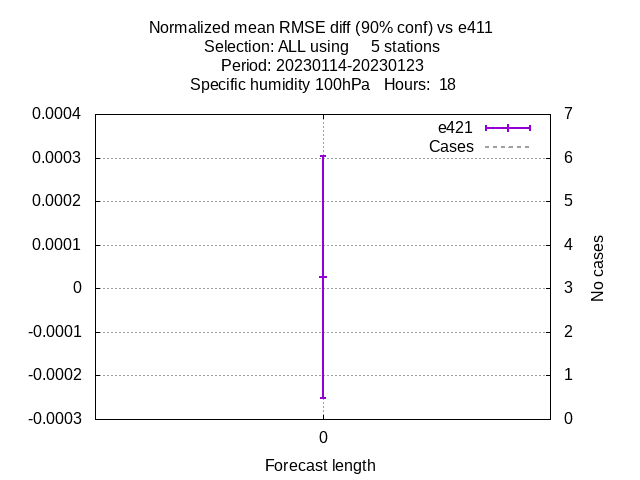 Normalized mean RMSE diff (90% conf) vs e411
Selection: ALL using     5 stations
Period: 20230114-20230123
Specific humidity 100hPa   Hours:  18
0.0004
0.0003
0.0002
0.0001
0
-0.0001
-0.0002
-0.0003
7
6
5
4
3
2
1
0
e421
Cases
No cases
0
Forecast length